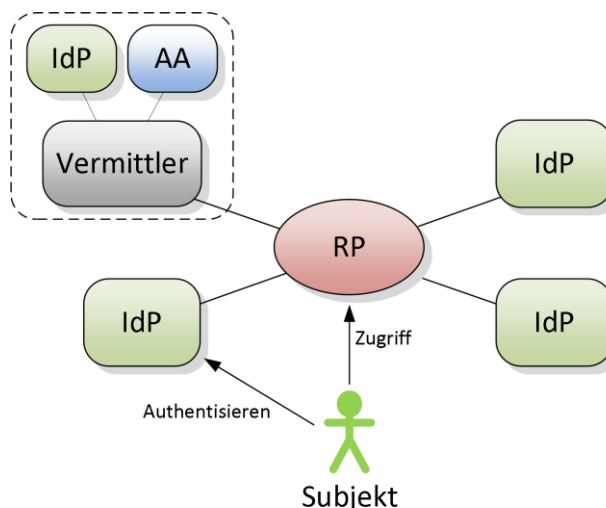 IdP
AA
Vermittler
IdP
RP
IdP
IdP
Zugriff
Authentisieren
Subjekt